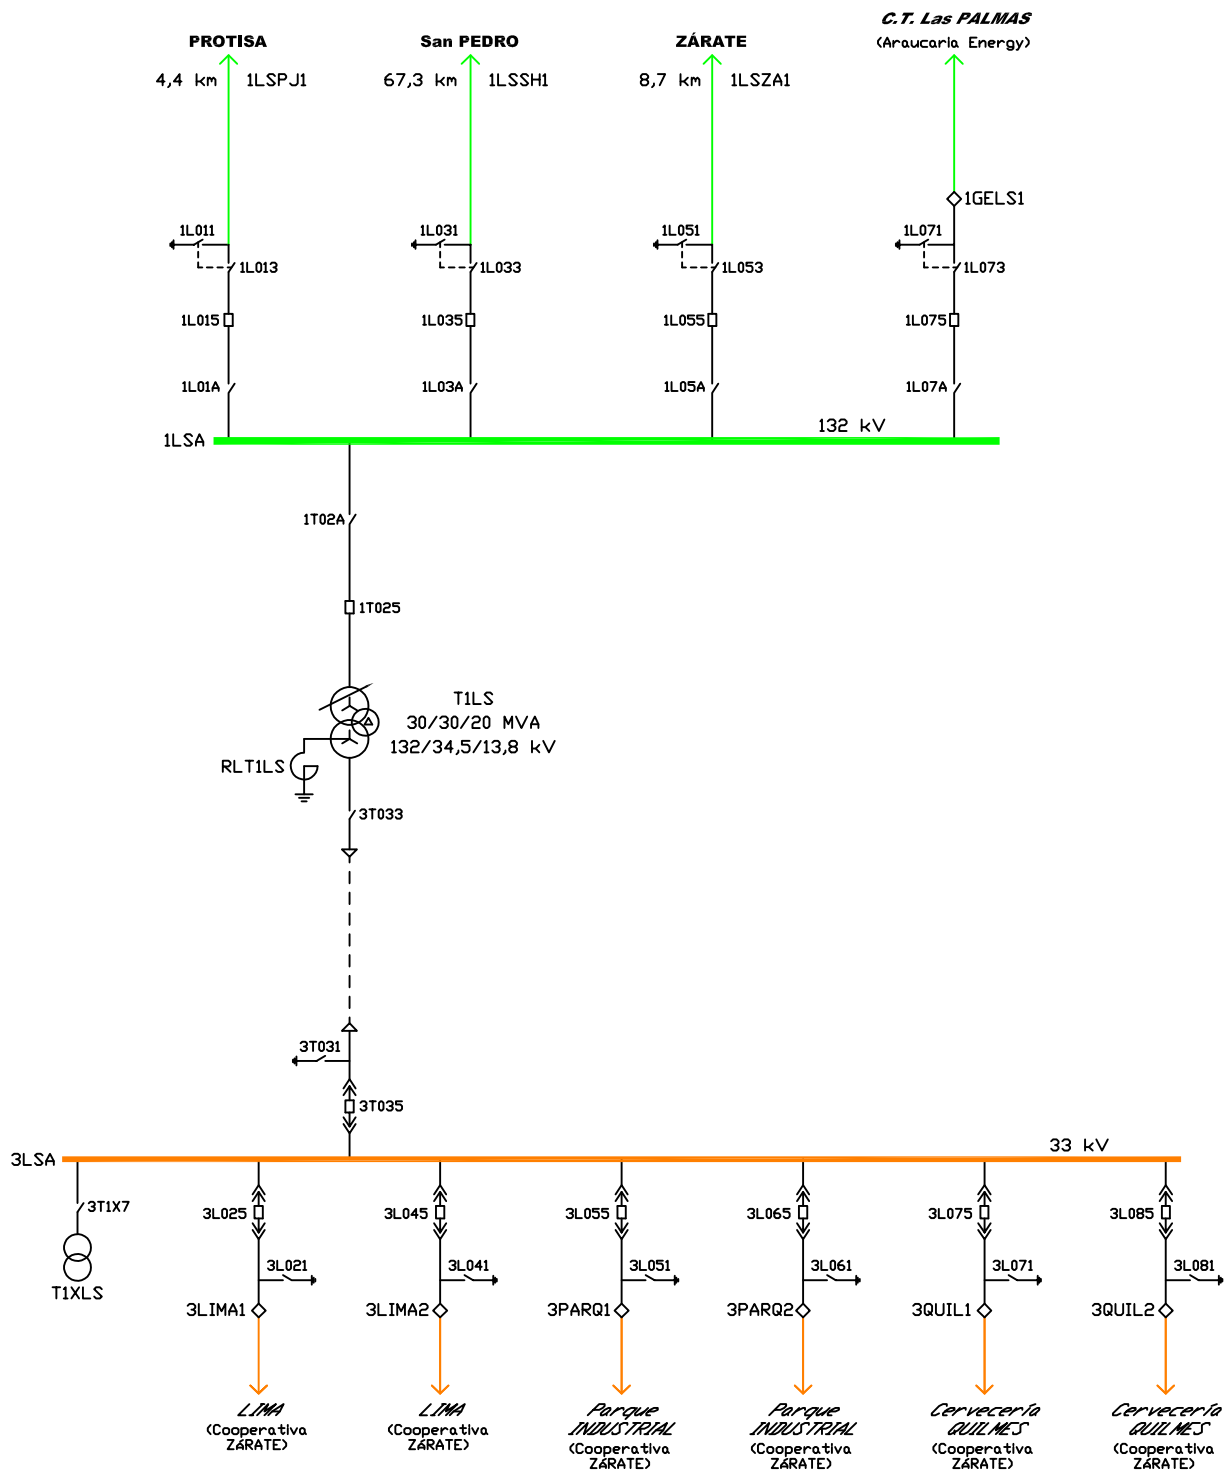 C.T. Las PALMAS
(Araucaria Energy)
PROTISA
San PEDRO
ZÁRATE
4,4 km 1LSPJ1
67,3 km 1LSSH1
8,7 km 1LSZA1
1GELS1
1L011
1L031
1L051
1L071
1L013
1L033
1L053
1L073
1L015
1L035
1L055
1L075
1L01A
1L03A
1L05A
1L07A
132 kV
1LSA
1T02A
1T025
T1LS
30/30/20 MVA
132/34,5/13,8 kV
RLT1LS
3T033
3T031
3T035
33 kV
3LSA
3T1X7
3L025
3L045
3L055
3L065
3L075
3L085
3L021
3L041
3L051
3L061
3L071
3L081
T1XLS
3LIMA1
3LIMA2
3PARQ1
3PARQ2
3QUIL1
3QUIL2
LIMA
(Cooperativa
ZÁRATE)
LIMA
(Cooperativa
ZÁRATE)
Parque
INDUSTRIAL
(Cooperativa
ZÁRATE)
Parque
INDUSTRIAL
(Cooperativa
ZÁRATE)
Cervecería
QUILMES
(Cooperativa
ZÁRATE)
Cervecería
QUILMES
(Cooperativa
ZÁRATE)